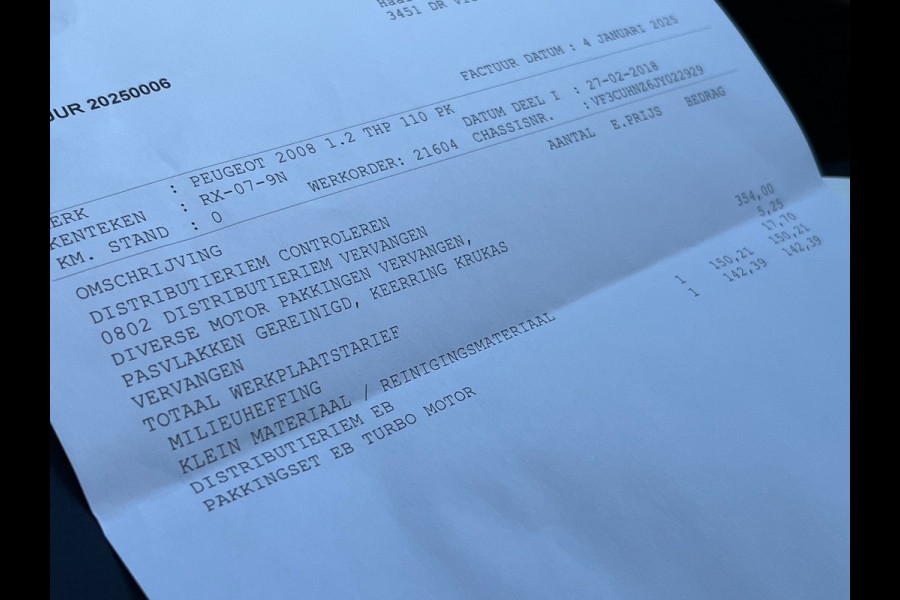 3451 DR
UUR 20250006
FACTUUR DATUM : 4 JANUARI 2025
ERK : PEUGEOT 2008 1.2 THP 110 PK DATUM DEEL I : 27-02-2018
KENTEKEN : RX-07-9N WERKORDER: 21604 CHASSISNR. : VF3CUHNZ6JY022929
KM. STAND : 0
OMSCHRIJVING AANTAL E.PRIJS BEDRAG
DISTRIBUTIERIEM CONTROLEREN
0802 DISTRIBUTIERIEM VERVANGEN
DIVERSE MOTOR PAKKINGEN VERVANGEN,
PASVLAKKEN GEREINIGD, KEERRING KRUKAS
VERVANGEN
TOTAAL WERKPLAATSTARIEF 354,00
MILIEUHEFFING 5,25
KLEIN MATERIAAL / REINIGINGSMATERIAAL 17,70
DISTRIBUTIERIEM EB 1 150,21 150,21
PAKKINGSET EB TURBO MOTOR 1 142,39 142,39